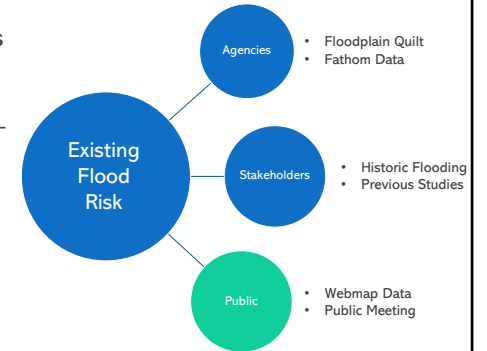 s
Agencies
• Floodplain Quilt
• Fathom Data
Existing
Flood
Risk
Stakeholders
• Historic Flooding
• Previous Studies
Public
• Webmap Data
• Public Meeting